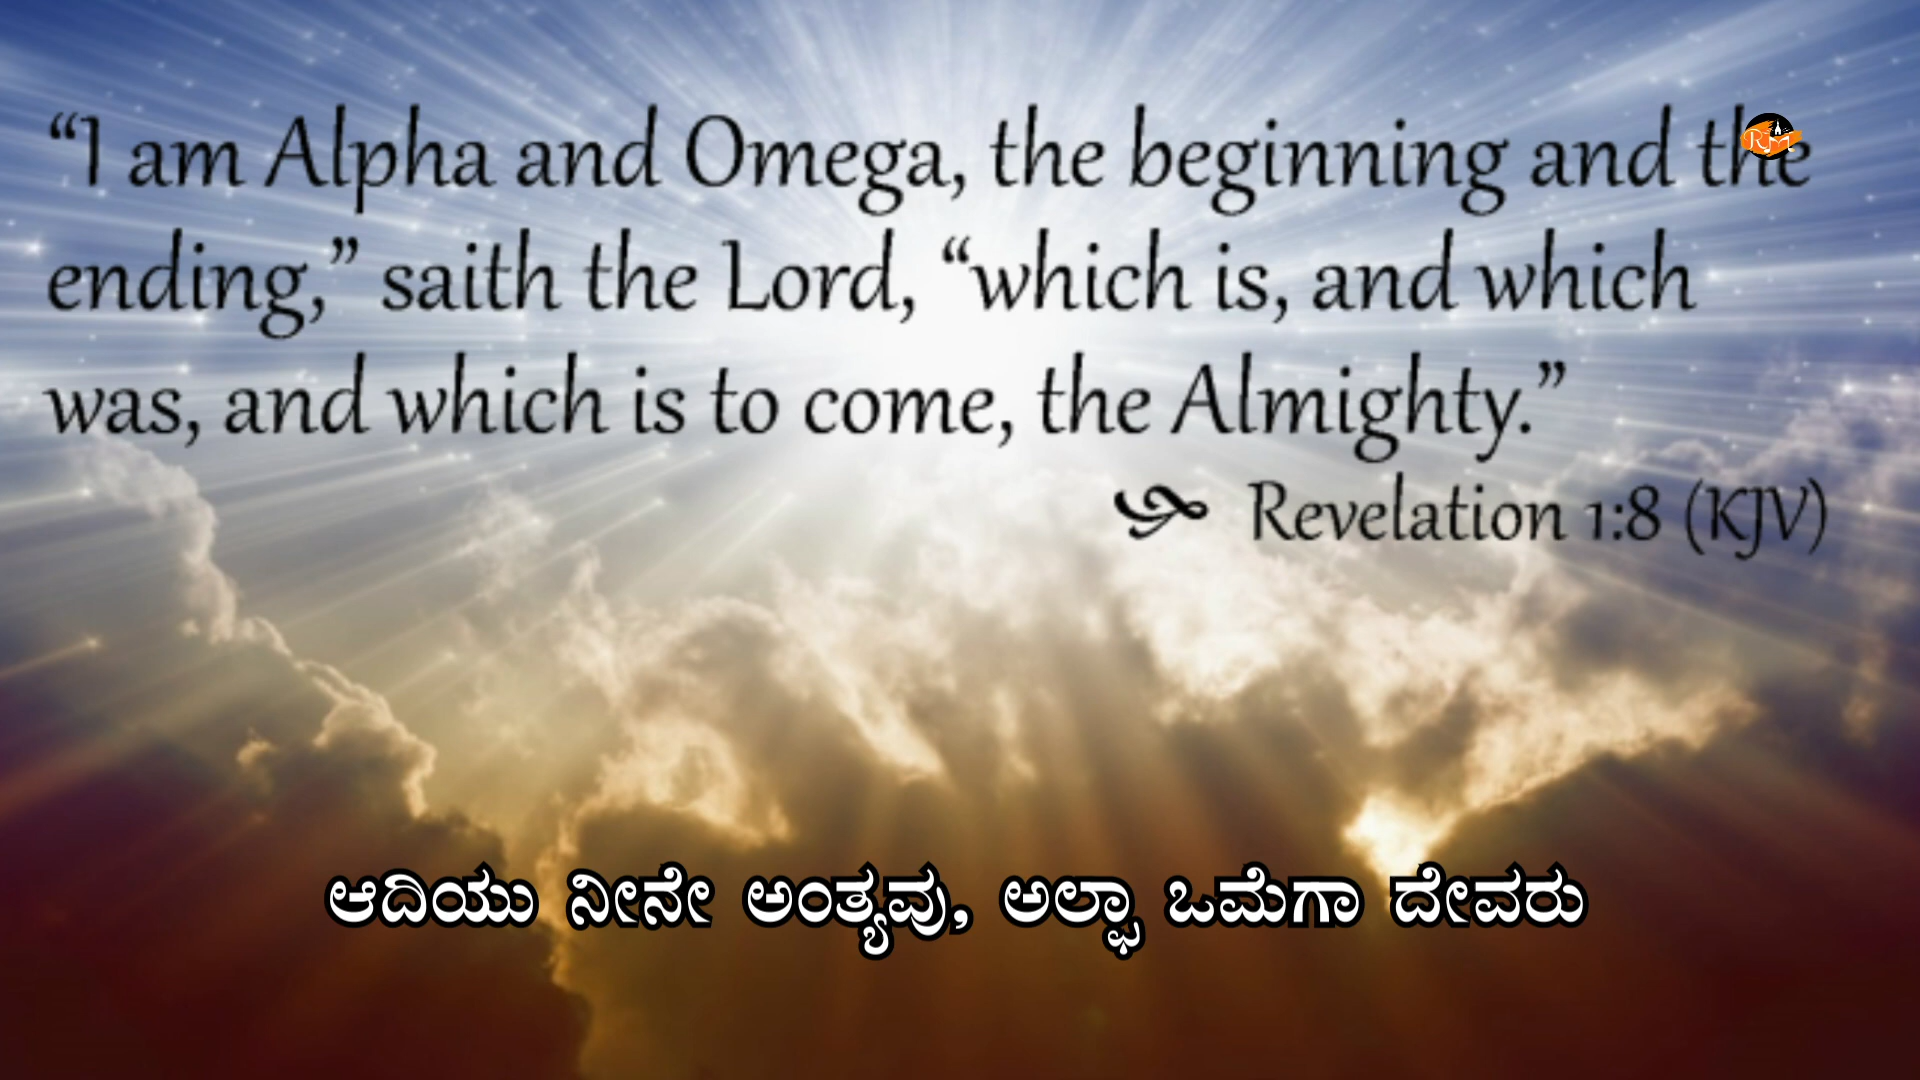 “I am Alpha and Omega, the beginning and the
ending,” saith the Lord, “which is, and which
was, and which is to come, the Almighty.”
Revelation 1:8 (KJV)
ಆದಿಯು ನೀನೇ ಅಂತ್ಯವು, ಅಲ್ಫಾ ಒಮೆಗಾ ದೇವರು